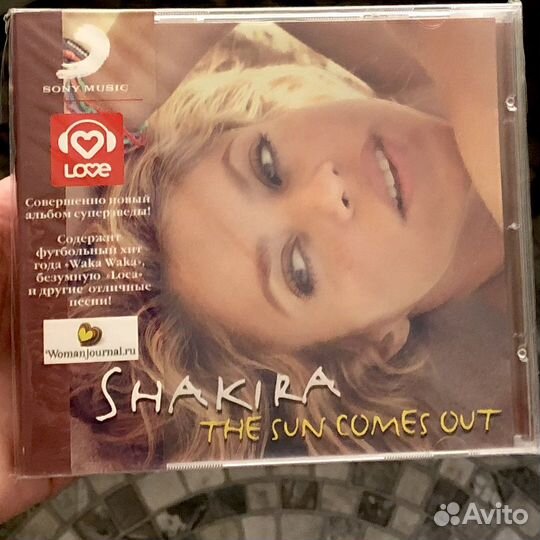 SONY MUSIC
LOVE
Совершенно новый
альбом суперзведы!
Содержит
футбольный хит
года «Waka Waka»,
безумную «Loca»
и другие отличные
песни!
Womanjournal.ru
SHAKIRA
THE SUN COMES OUT
Avito